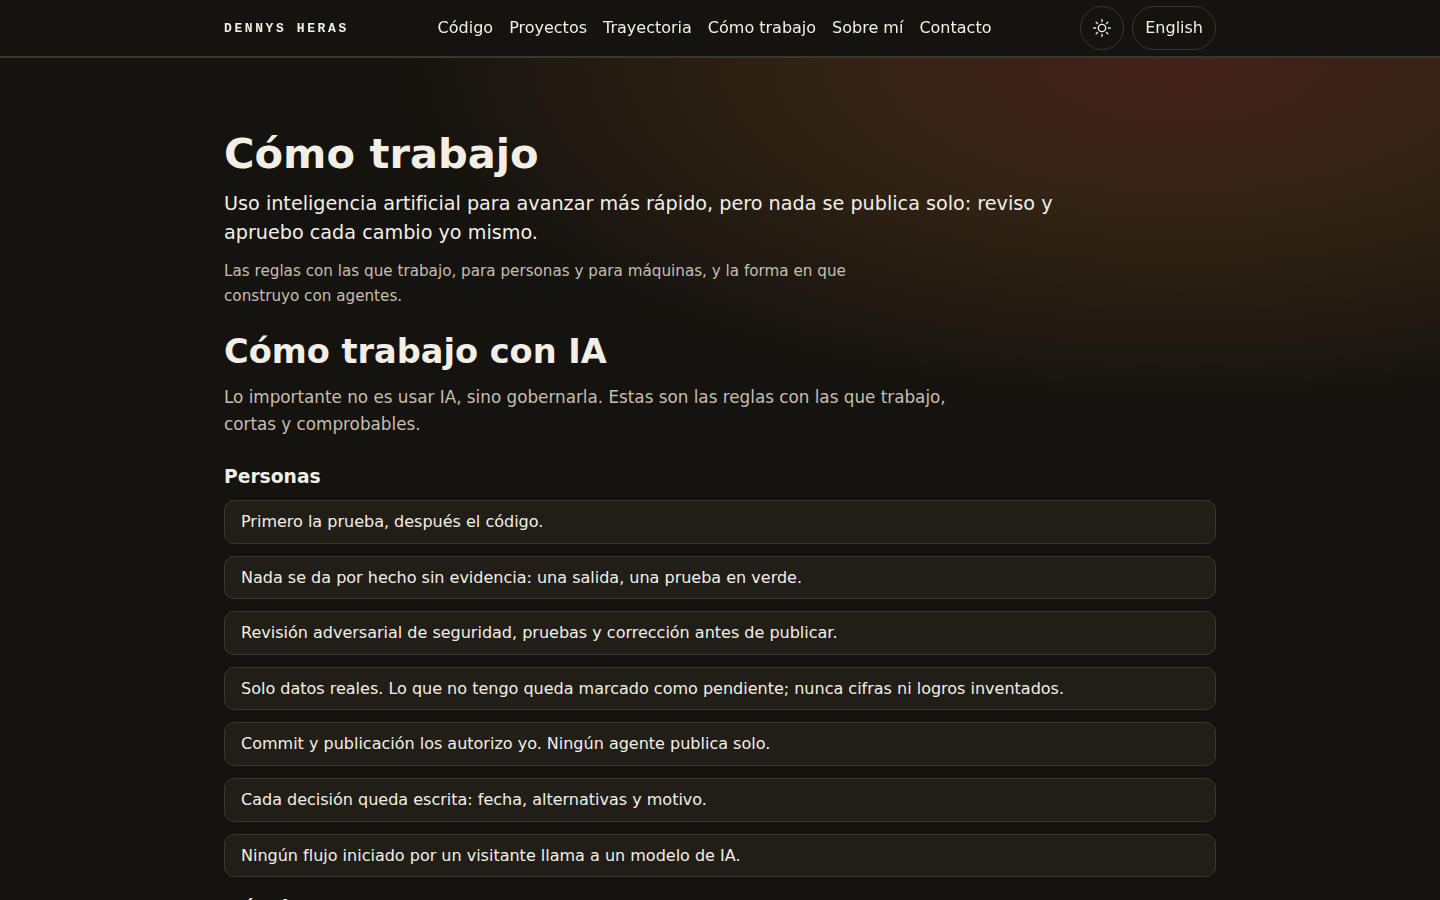 DENNYS HERAS Código Proyectos Trayectoria Cómo trabajo Sobre mí Contacto English
Cómo trabajo
Uso inteligencia artificial para avanzar más rápido, pero nada se publica solo: reviso y
apruebo cada cambio yo mismo.
Las reglas con las que trabajo, para personas y para máquinas, y la forma en que
construyo con agentes.
Cómo trabajo con IA
Lo importante no es usar IA, sino gobernarla. Estas son las reglas con las que trabajo,
cortas y comprobables.
Personas
Primero la prueba, después el código.
Nada se da por hecho sin evidencia: una salida, una prueba en verde.
Revisión adversarial de seguridad, pruebas y corrección antes de publicar.
Solo datos reales. Lo que no tengo queda marcado como pendiente; nunca cifras ni logros inventados.
Commit y publicación los autorizo yo. Ningún agente publica solo.
Cada decisión queda escrita: fecha, alternativas y motivo.
Ningún flujo iniciado por un visitante llama a un modelo de IA.